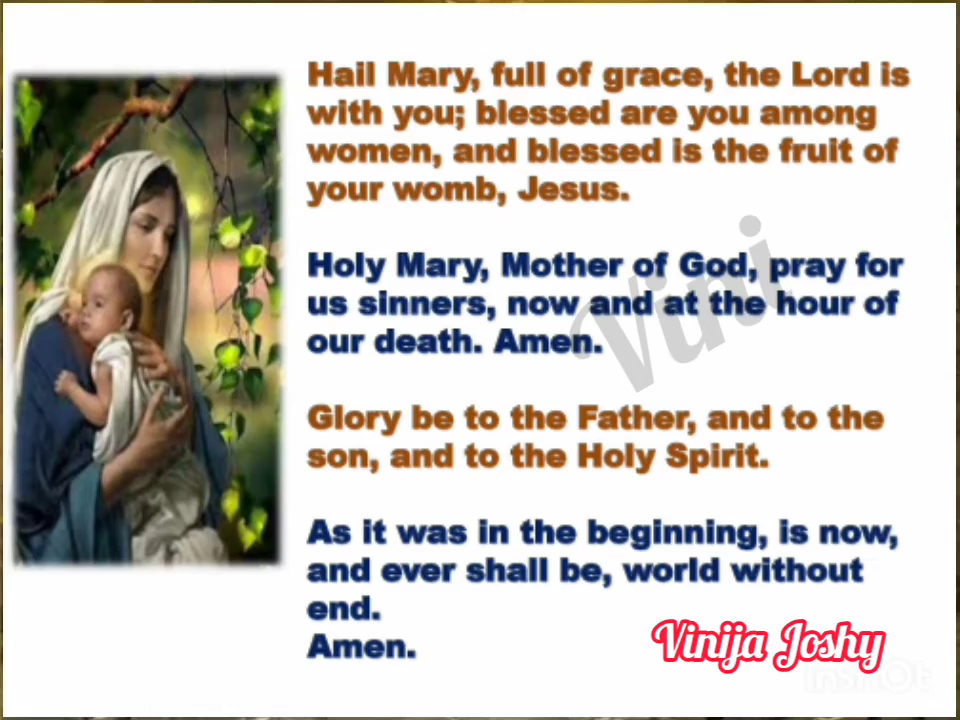 Hail Mary, full of grace, the Lord is
with you; blessed are you among
women, and blessed is the fruit of
your womb, Jesus.
Holy Mary, Mother of God, pray for
us sinners, now and at the hour of
our death. Amen.
Vini
Glory be to the Father, and to the
son, and to the Holy Spirit.
As it was in the beginning, is now,
and ever shall be, world without
end.
Amen.
Vinija Joshy
InShOt